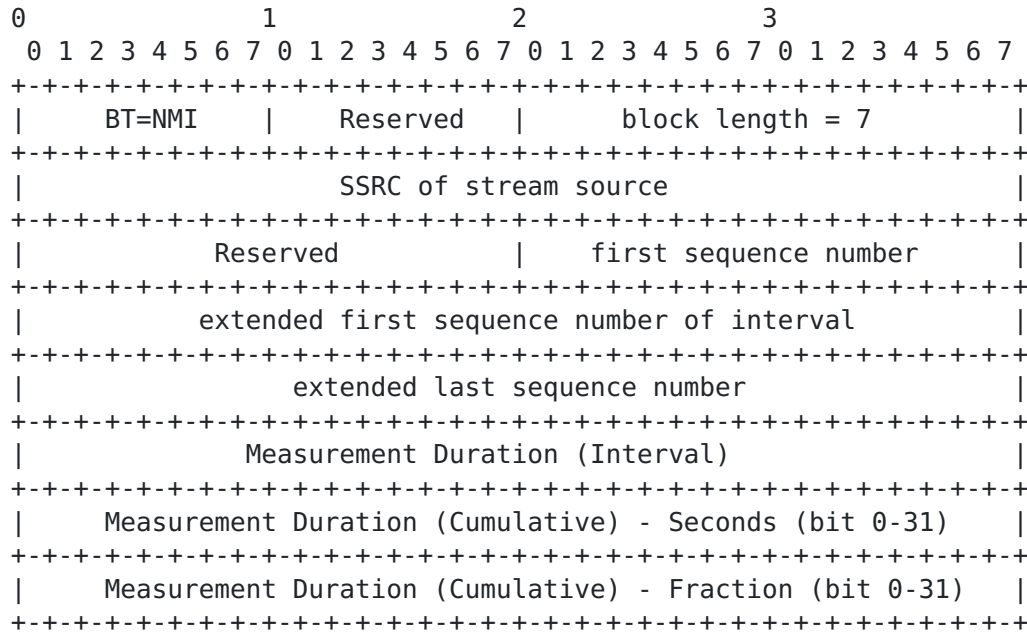 0               1               2               3
 0 1 2 3 4 5 6 7 0 1 2 3 4 5 6 7 0 1 2 3 4 5 6 7 0 1 2 3 4 5 6 7
+-+-+-+-+-+-+-+-+-+-+-+-+-+-+-+-+-+-+-+-+-+-+-+-+-+-+-+-+-+-+-+-+
|     BT=NMI    |    Reserved   |      block length = 7         |
+-+-+-+-+-+-+-+-+-+-+-+-+-+-+-+-+-+-+-+-+-+-+-+-+-+-+-+-+-+-+-+-+
|                    SSRC of stream source                      |
+-+-+-+-+-+-+-+-+-+-+-+-+-+-+-+-+-+-+-+-+-+-+-+-+-+-+-+-+-+-+-+-+
|            Reserved           |    first sequence number      |
+-+-+-+-+-+-+-+-+-+-+-+-+-+-+-+-+-+-+-+-+-+-+-+-+-+-+-+-+-+-+-+-+
|           extended first sequence number of interval          |
+-+-+-+-+-+-+-+-+-+-+-+-+-+-+-+-+-+-+-+-+-+-+-+-+-+-+-+-+-+-+-+-+
|                 extended last sequence number                 |
+-+-+-+-+-+-+-+-+-+-+-+-+-+-+-+-+-+-+-+-+-+-+-+-+-+-+-+-+-+-+-+-+
|              Measurement Duration (Interval)                  |
+-+-+-+-+-+-+-+-+-+-+-+-+-+-+-+-+-+-+-+-+-+-+-+-+-+-+-+-+-+-+-+-+
|     Measurement Duration (Cumulative) - Seconds (bit 0-31)    |
+-+-+-+-+-+-+-+-+-+-+-+-+-+-+-+-+-+-+-+-+-+-+-+-+-+-+-+-+-+-+-+-+
|     Measurement Duration (Cumulative) - Fraction (bit 0-31)   |
+-+-+-+-+-+-+-+-+-+-+-+-+-+-+-+-+-+-+-+-+-+-+-+-+-+-+-+-+-+-+-+-+